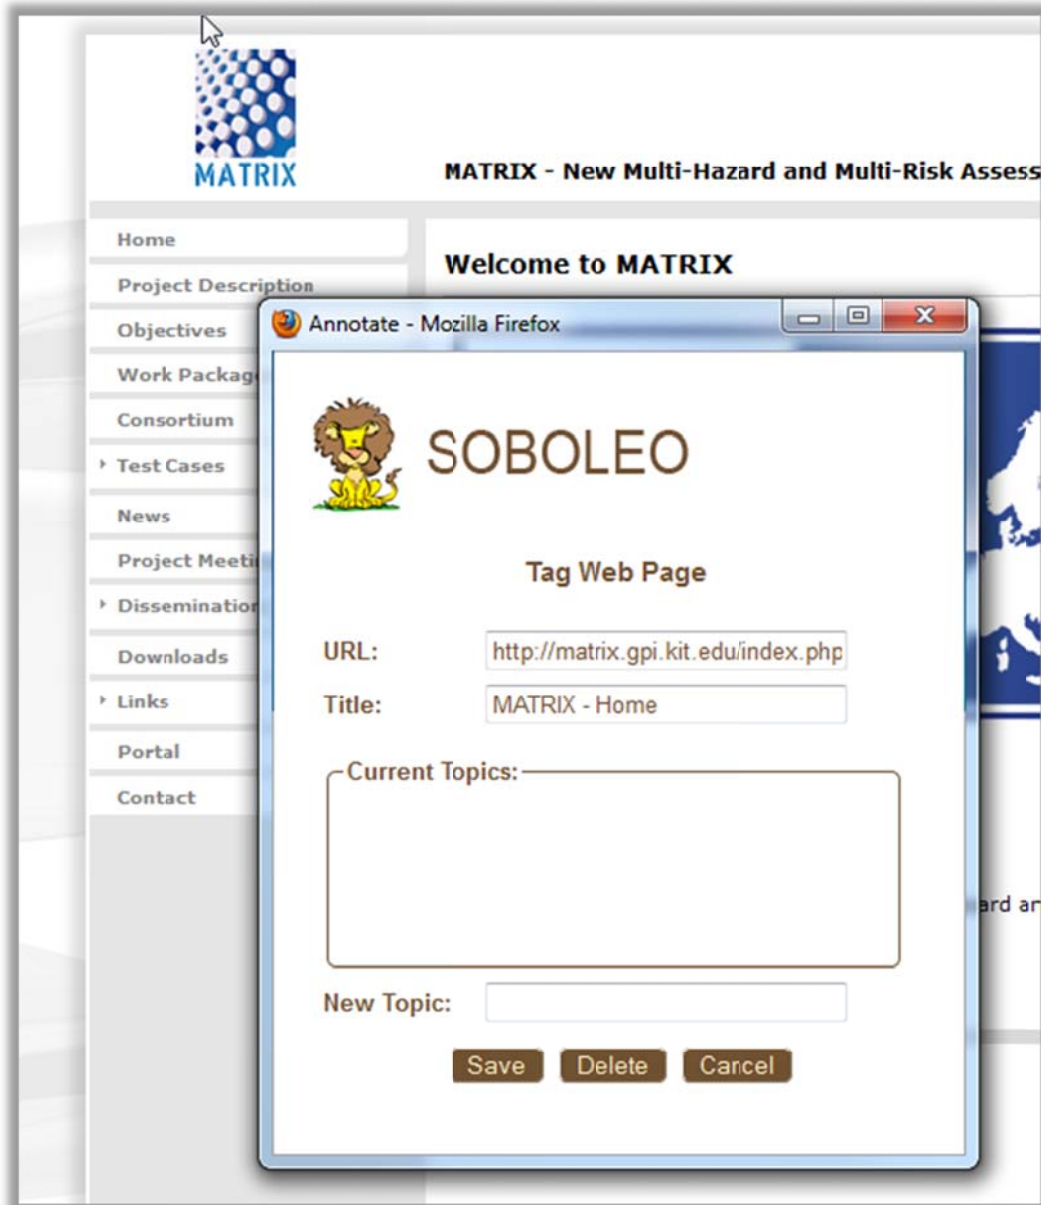 MATRIX
MATRIX - New Multi-Hazard and Multi-Risk Assess
Home
Project Description
Objectives
Work Packag
Consortium
Test Cases
News
Project Meeti
Dissemination
Downloads
Links
Portal
Contact
Welcome to MATRIX
Annotate - Mozilla Firefox
SOBOLEO
Tag Web Page
URL: http://matrix.gpi.kit.edu/index.php
Title: MATRIX - Home
Current Topics:
New Topic:
Save Delete Cancel
ard an